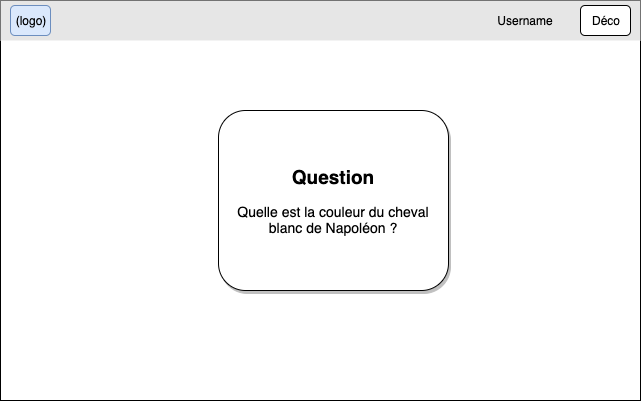 (logo)
Username
Déco
Question
Quelle est la couleur du cheval
blanc de Napoléon ?